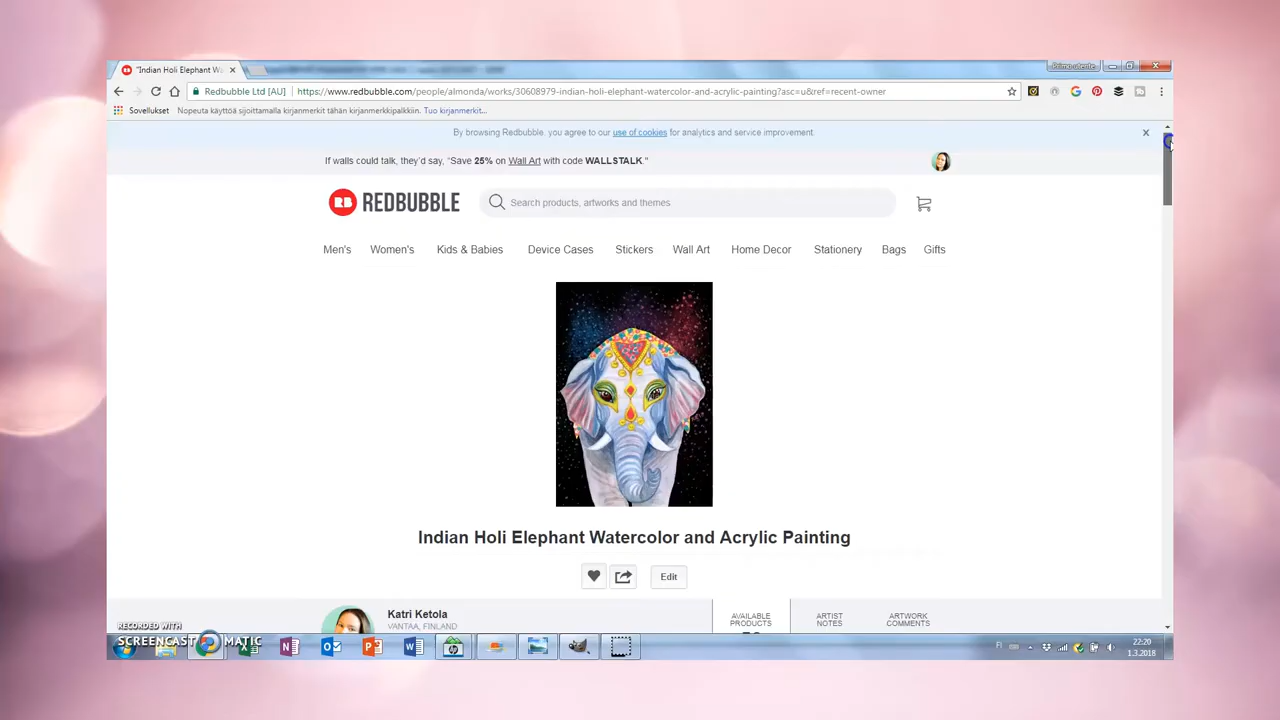 "Indian Holi Elephant Wa
Primo utente
Redbubble Ltd [AU]
https://www.redbubble.com/people/almonda/works/30608979-indian-holi-elephant-watercolor-and-acrylic-painting?asc=u&ref=recent-owner
Sovellukset
Nopeuta käyttöä sijoittamalla kirjanmerkit tähän kirjanmerkkipalkkiin. Tuo kirjanmerkit...
By browsing Redbubble, you agree to our use of cookies for analytics and service improvement.
If walls could talk, they'd say, "Save 25% on Wall Art with code WALLSTALK."
RB REDBUBBLE
Search products, artworks and themes
Men's Women's Kids & Babies Device Cases Stickers Wall Art Home Decor Stationery Bags Gifts
Indian Holi Elephant Watercolor and Acrylic Painting
Edit
Katri Ketola
VANTAA, FINLAND
AVAILABLE
PRODUCTS
ARTIST
NOTES
ARTWORK
COMMENTS
RECORDED WITH
SCREENCAST MATIC
FI
22:20
1.3.2018